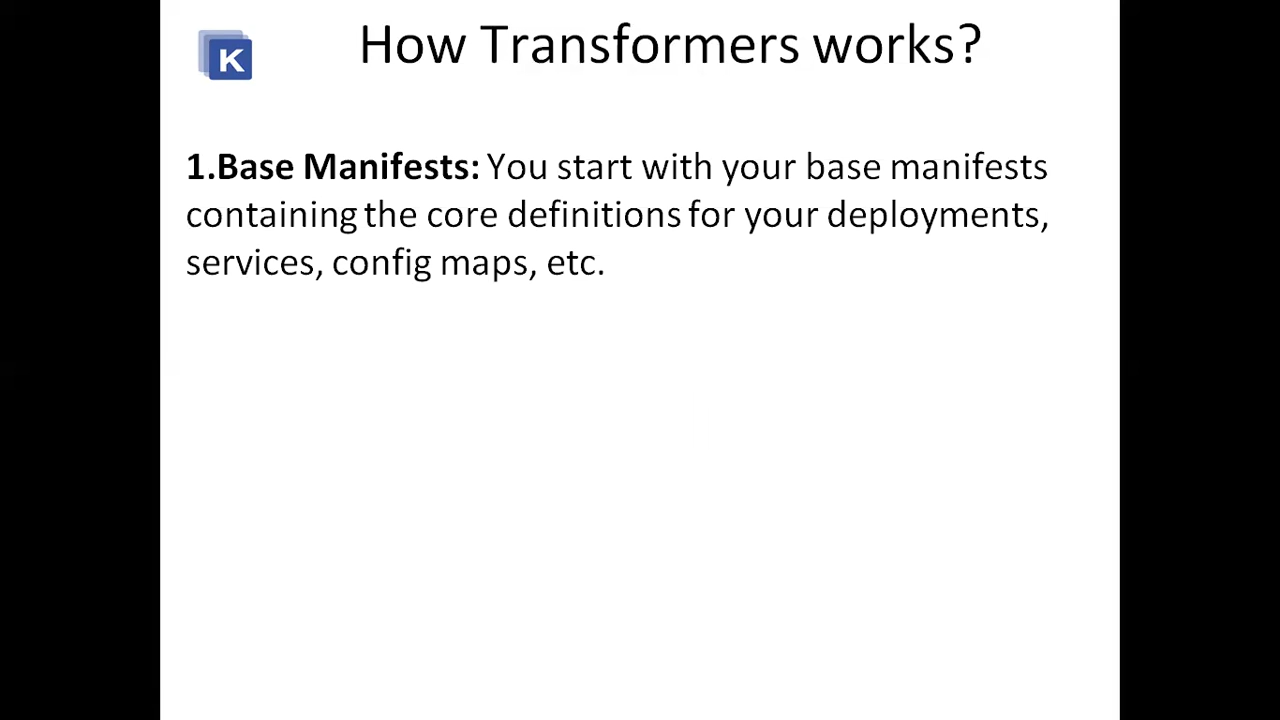 How Transformers works?
K
1.Base Manifests: You start with your base manifests
containing the core definitions for your deployments,
services, config maps, etc.